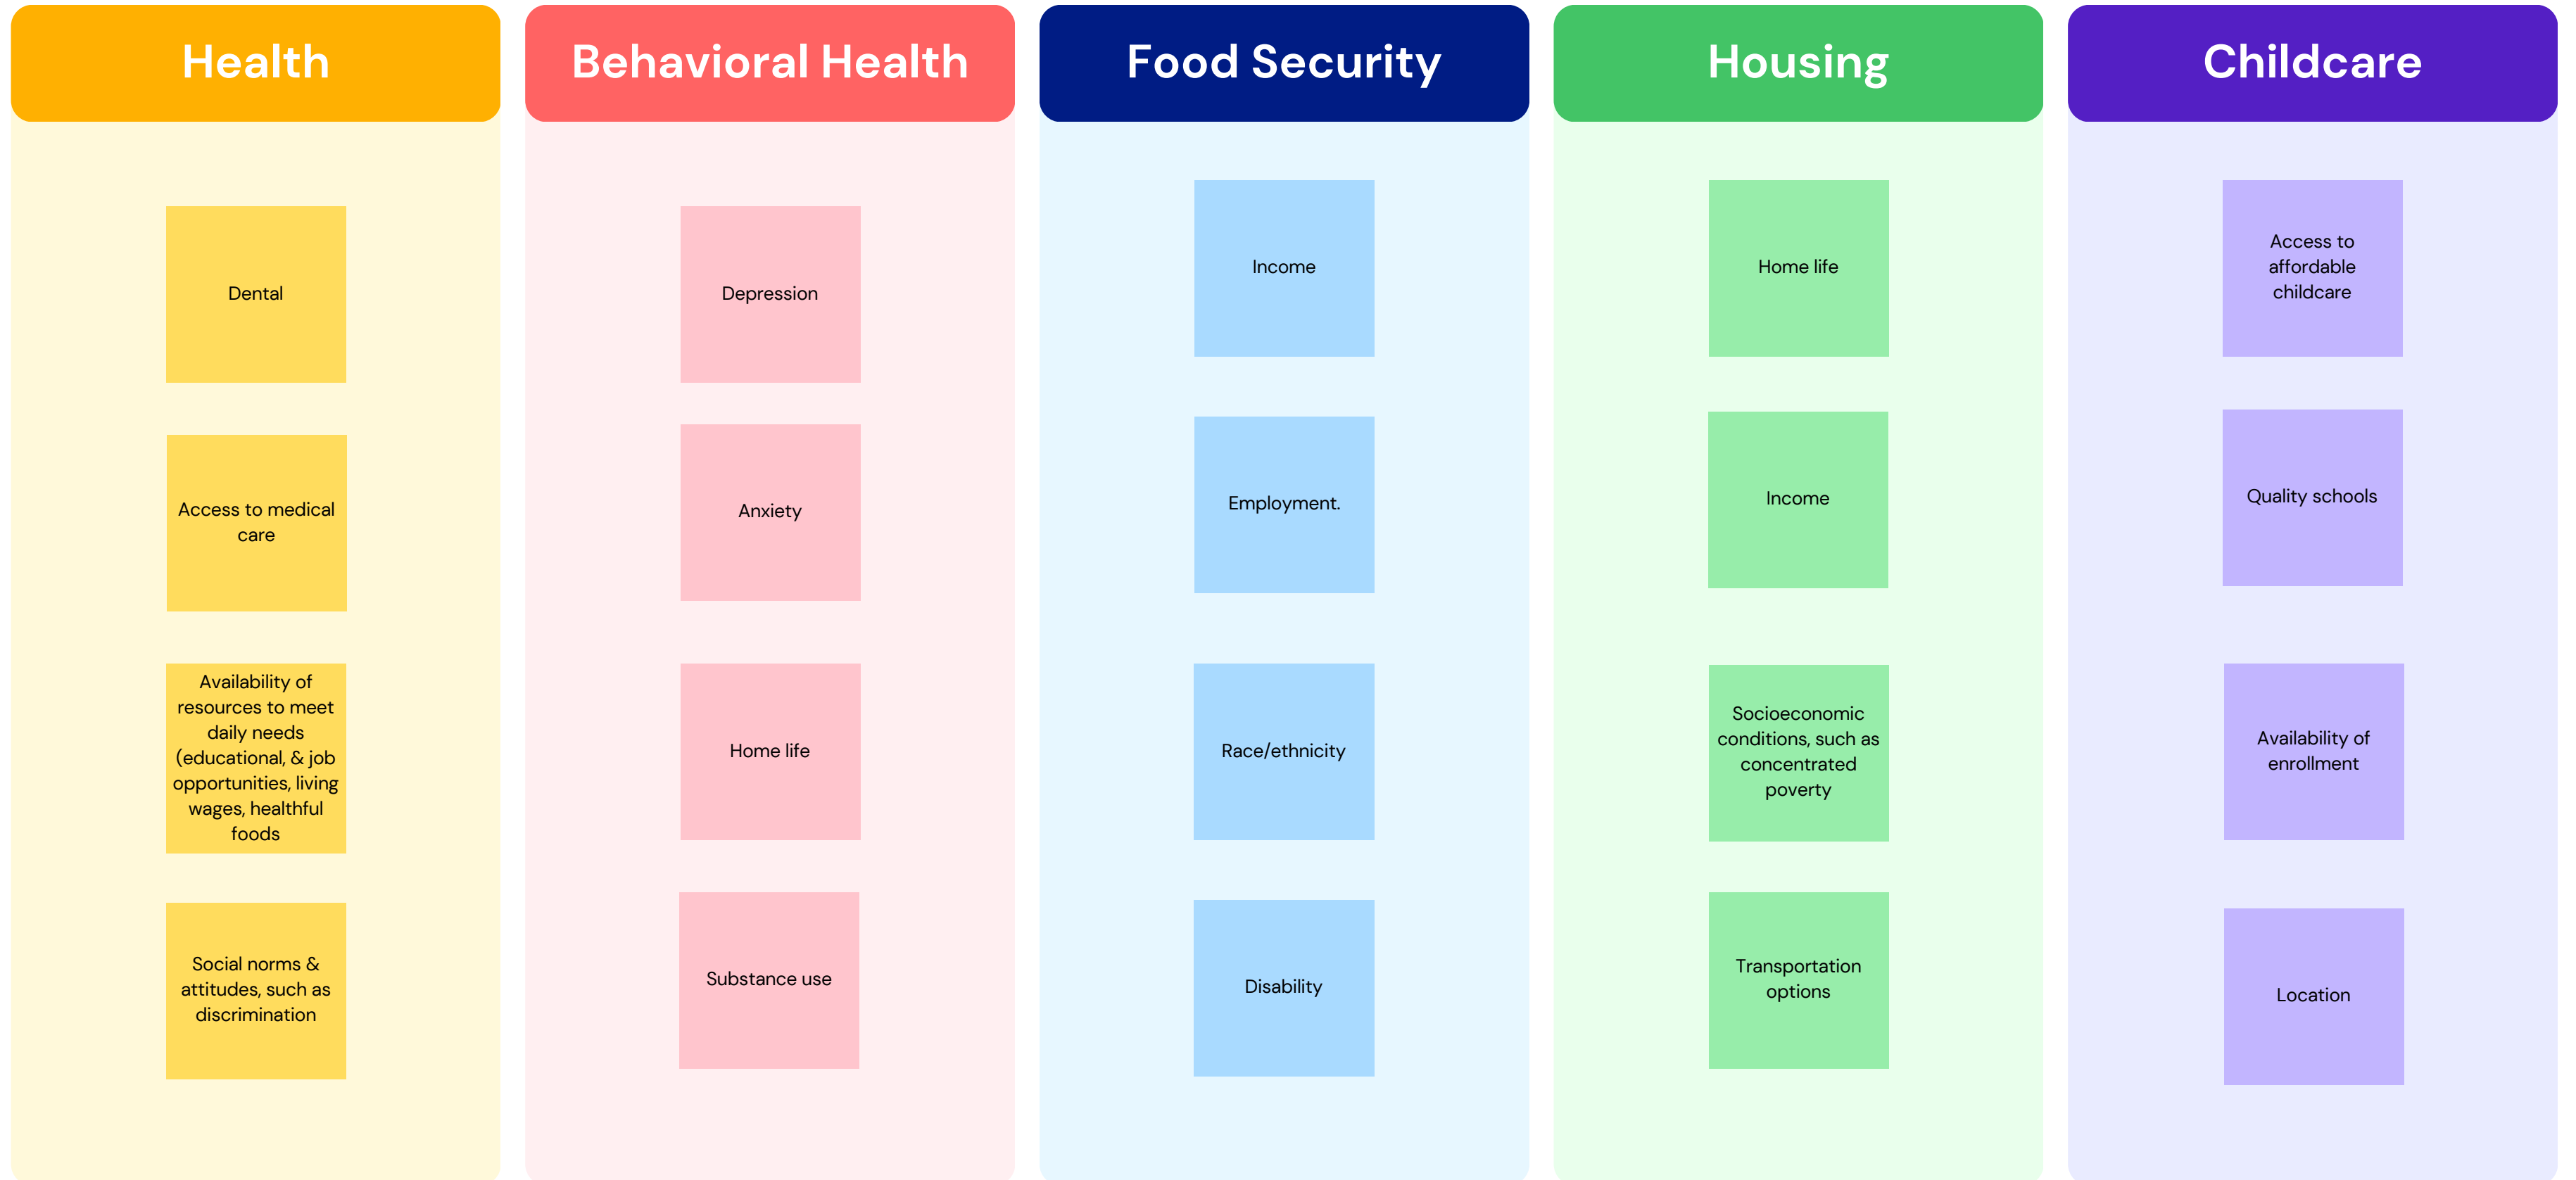 Health
Dental
Access to medical
care
Availability of
resources to meet
daily needs
(educational, & job
opportunities, living
wages, healthful
foods
Social norms &
attitudes, such as
discrimination
Behavioral Health
Depression
Anxiety
Home life
Substance use
Food Security
Income
Employment.
Race/ethnicity
Disability
Housing
Home life
Income
Socioeconomic
conditions, such as
concentrated
poverty
Transportation
options
Childcare
Access to
affordable
childcare
Quality schools
Availability of
enrollment
Location